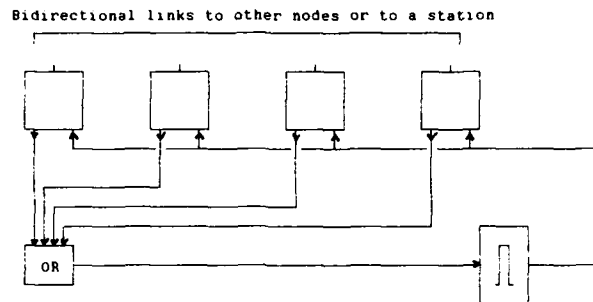 Bidirectional links to other nodes or to a station
OR